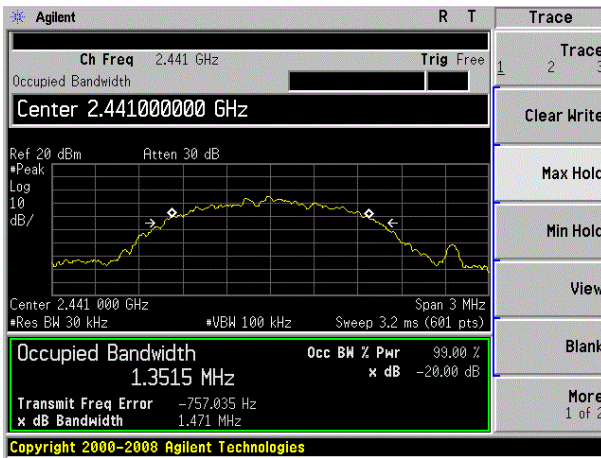 Agilent R T Trace
Ch Freq 2.441 GHz Trig Free
Occupied Bandwidth
Center 2.441000000 GHz
Ref 20 dBm Atten 30 dB
#Peak
Log
10
dB/
Center 2.441 000 GHz Span 3 MHz
#Res BW 30 kHz #VBW 100 kHz Sweep 3.2 ms (601 pts)
Occupied Bandwidth Occ BW % Pwr 99.00 %
1.3515 MHz x dB -20.00 dB
Transmit Freq Error -757.035 Hz
x dB Bandwidth 1.471 MHz
Copyright 2000-2008 Agilent Technologies
Trace
1 2 3
Clear Write
Max Hold
Min Hold
View
Blank
More
1 of 2